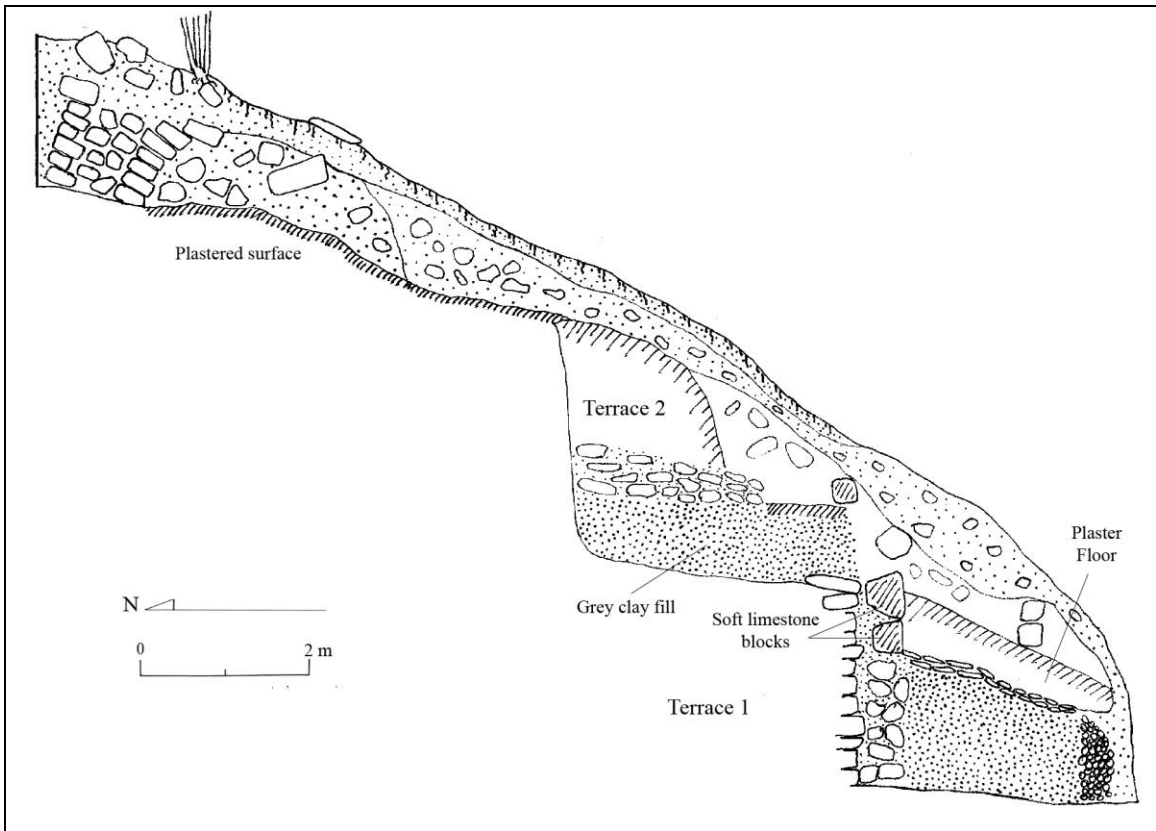 Plastered surface
Terrace 2
Plaster
Floor
N
Grey clay fill
Soft limestone
blocks
0
2 m
Terrace 1